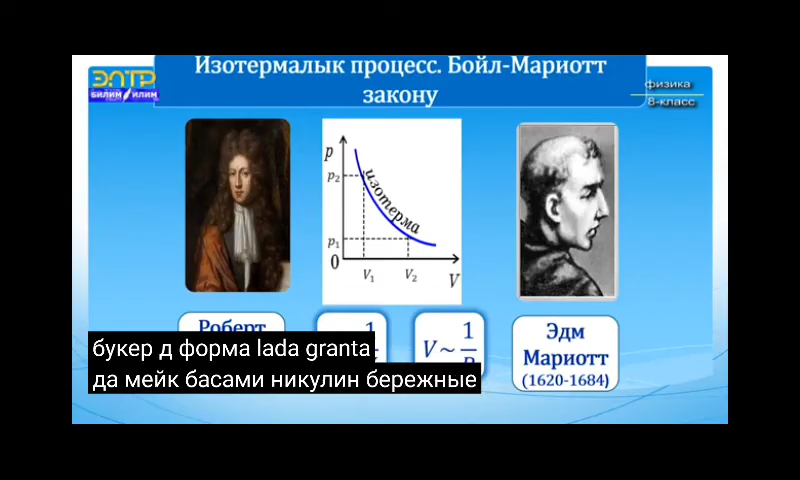 Изотермалык процесс. Бойл-Мариотт
закону
ЭЛТР
БИЛИМ ИЛИМ
физика
8-класс
p
p₂
изотерма
p₁
0
V₁
V₂
V
Роберт
1
V~ 1
Эдм
Мариотт
(1620-1684)
букер д форма lada granta
да мейк басами никулин бережные